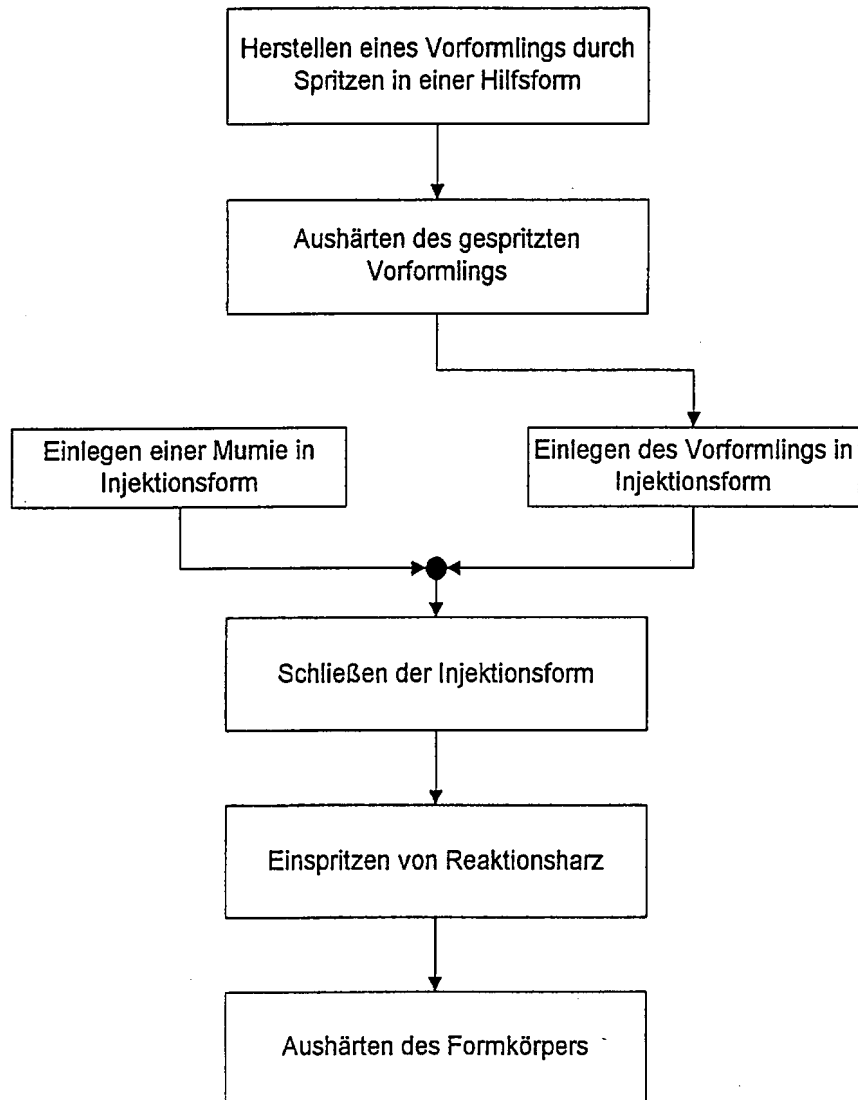 Herstellen eines Vorformlings durch
Spritzen in einer Hilfsform
Aushärten des gespritzten
Vorformlings
Einlegen einer Mumie in
Injektionsform
Einlegen des Vorformlings in
Injektionsform
Schließen der Injektionsform
Einspritzen von Reaktionsharz
Aushärten des Formkörpers